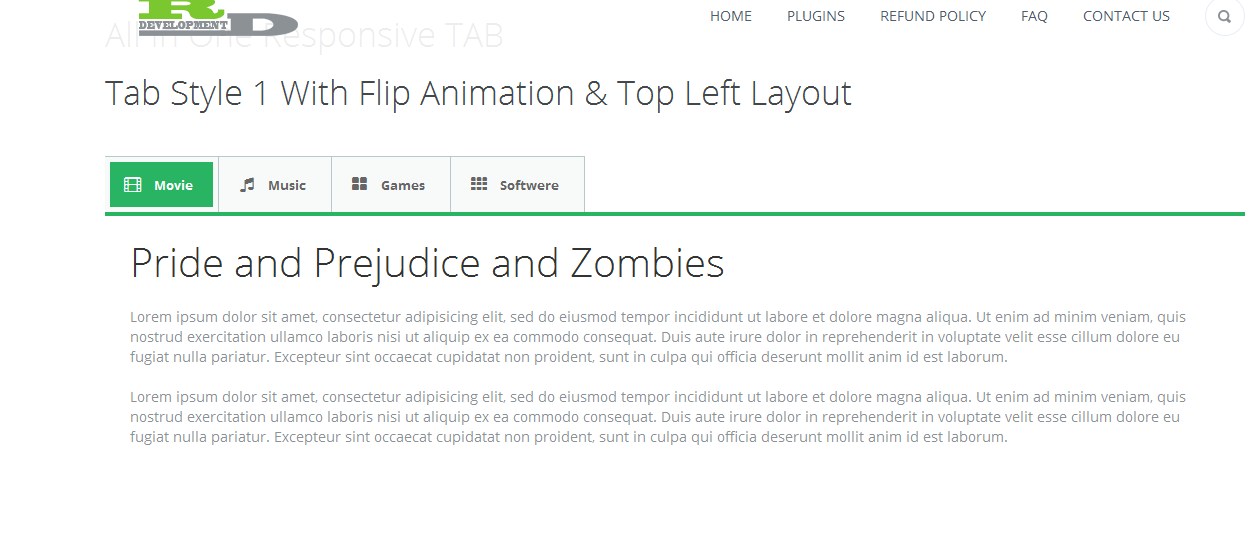 R
DEVELOPMENT D
HOME PLUGINS REFUND POLICY FAQ CONTACT US
All In One Responsive TAB
Tab Style 1 With Flip Animation & Top Left Layout
Movie Music Games Softwere
Pride and Prejudice and Zombies
Lorem ipsum dolor sit amet, consectetur adipisicing elit, sed do eiusmod tempor incididunt ut labore et dolore magna aliqua. Ut enim ad minim veniam, quis
nostrud exercitation ullamco laboris nisi ut aliquip ex ea commodo consequat. Duis aute irure dolor in reprehenderit in voluptate velit esse cillum dolore eu
fugiat nulla pariatur. Excepteur sint occaecat cupidatat non proident, sunt in culpa qui officia deserunt mollit anim id est laborum.
Lorem ipsum dolor sit amet, consectetur adipisicing elit, sed do eiusmod tempor incididunt ut labore et dolore magna aliqua. Ut enim ad minim veniam, quis
nostrud exercitation ullamco laboris nisi ut aliquip ex ea commodo consequat. Duis aute irure dolor in reprehenderit in voluptate velit esse cillum dolore eu
fugiat nulla pariatur. Excepteur sint occaecat cupidatat non proident, sunt in culpa qui officia deserunt mollit anim id est laborum.